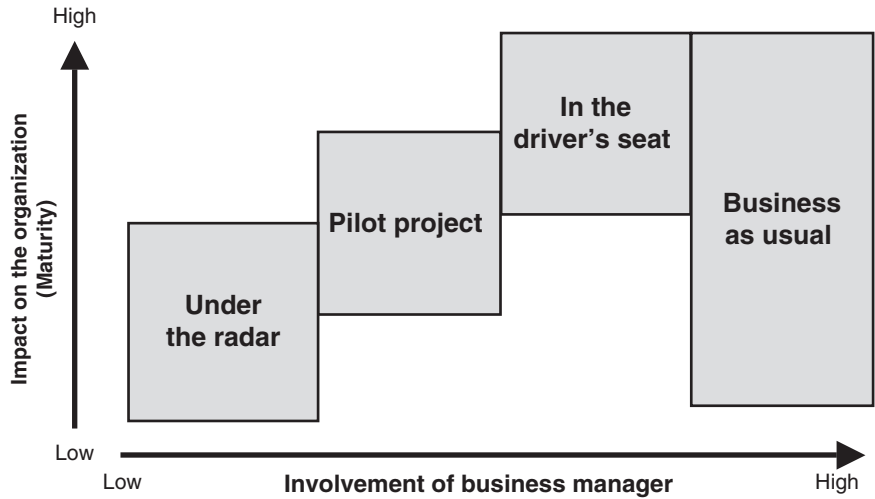 High
Impact on the organization
(Maturity)
In the
driver's seat
Business
as usual
Pilot project
Under
the radar
Low
Low
Involvement of business manager
High